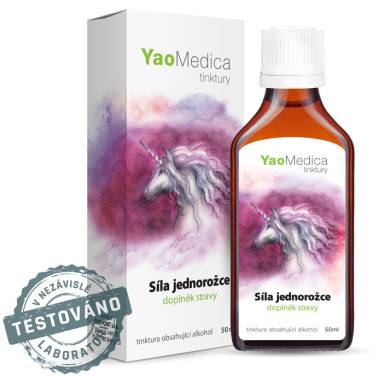 YaoMedica
tinktury
Síla jednorožce
doplněk stravy
tinktura obsahující alkohol 50ml
YaoMedica
tinktury
Síla jednorožce
doplněk stravy
tinktura obsahující alkohol 50ml
V NEZÁVISLÉ
TESTOVÁNO
LABORATOŘI